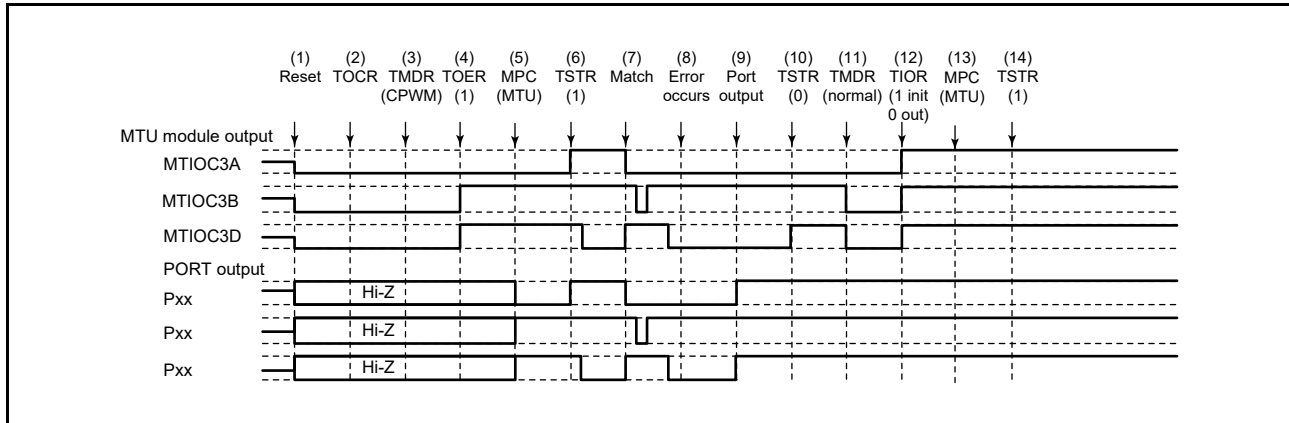 (1) (2) (3) (4) (5) (6) (7) (8) (9) (10) (11) (12) (13) (14)
Reset TOCR TMDR TOER MPC TSTR Match Error Port TSTR TMDR TIOR MPC TSTR
(CPWM) (1) (MTU) (1) occurs output (0) (normal) (1 init (MTU) (1)
0 out)
MTU module output
MTIOC3A
MTIOC3B
MTIOC3D
PORT output
Pxx Hi-Z
Pxx Hi-Z
Pxx Hi-Z